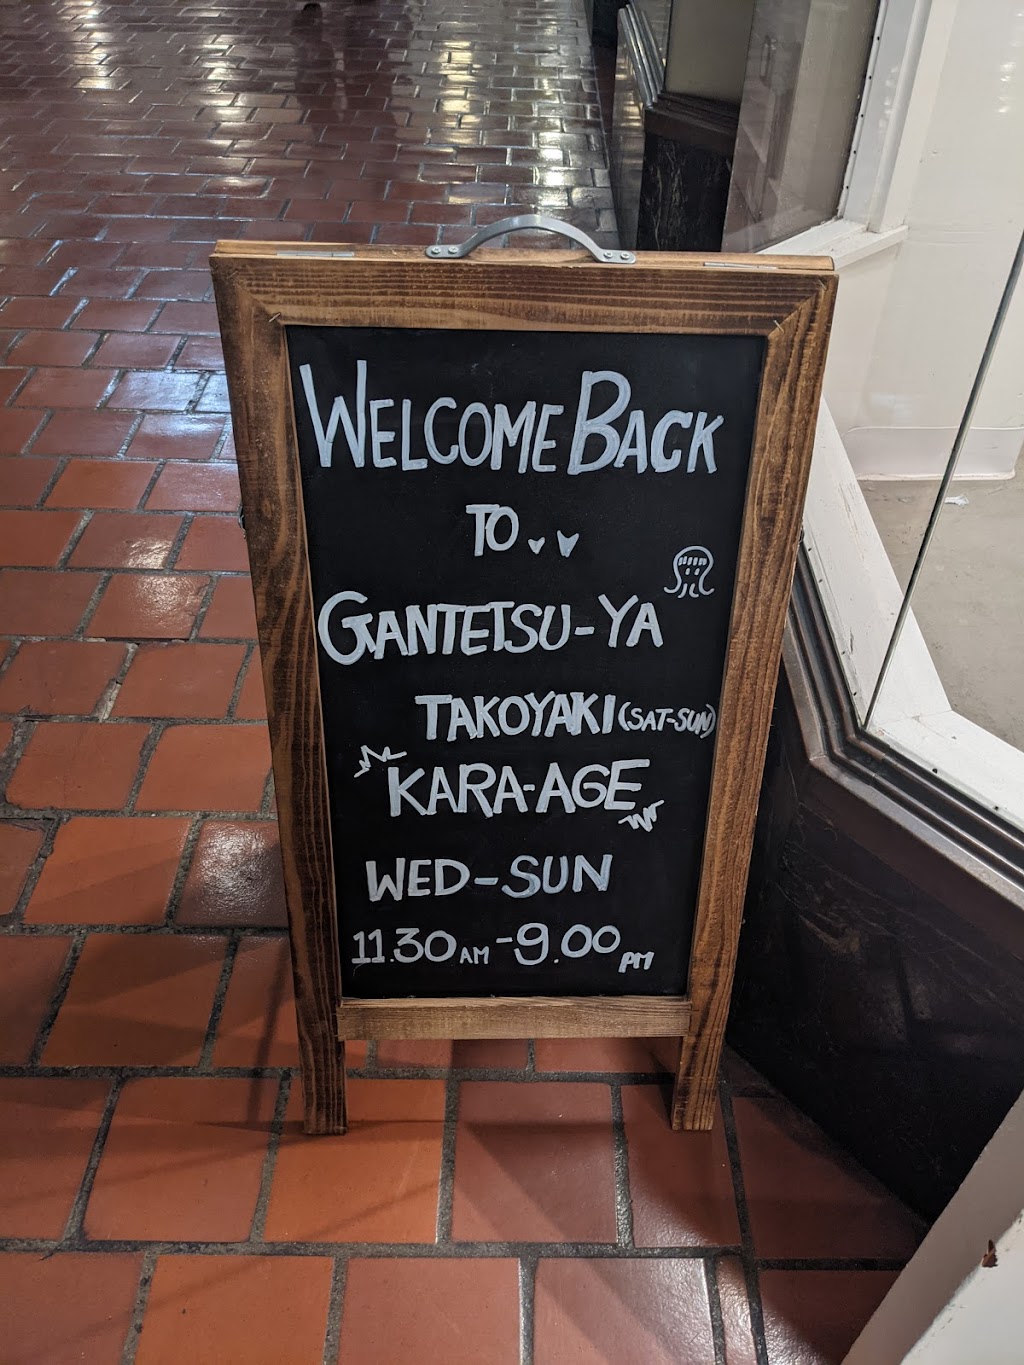 WELCOME BACK
TO..
GANTETSU-YA
TAKOYAKI (SAT-SUN)
KARA-AGE
WED-SUN
11.30AM-9.00PM